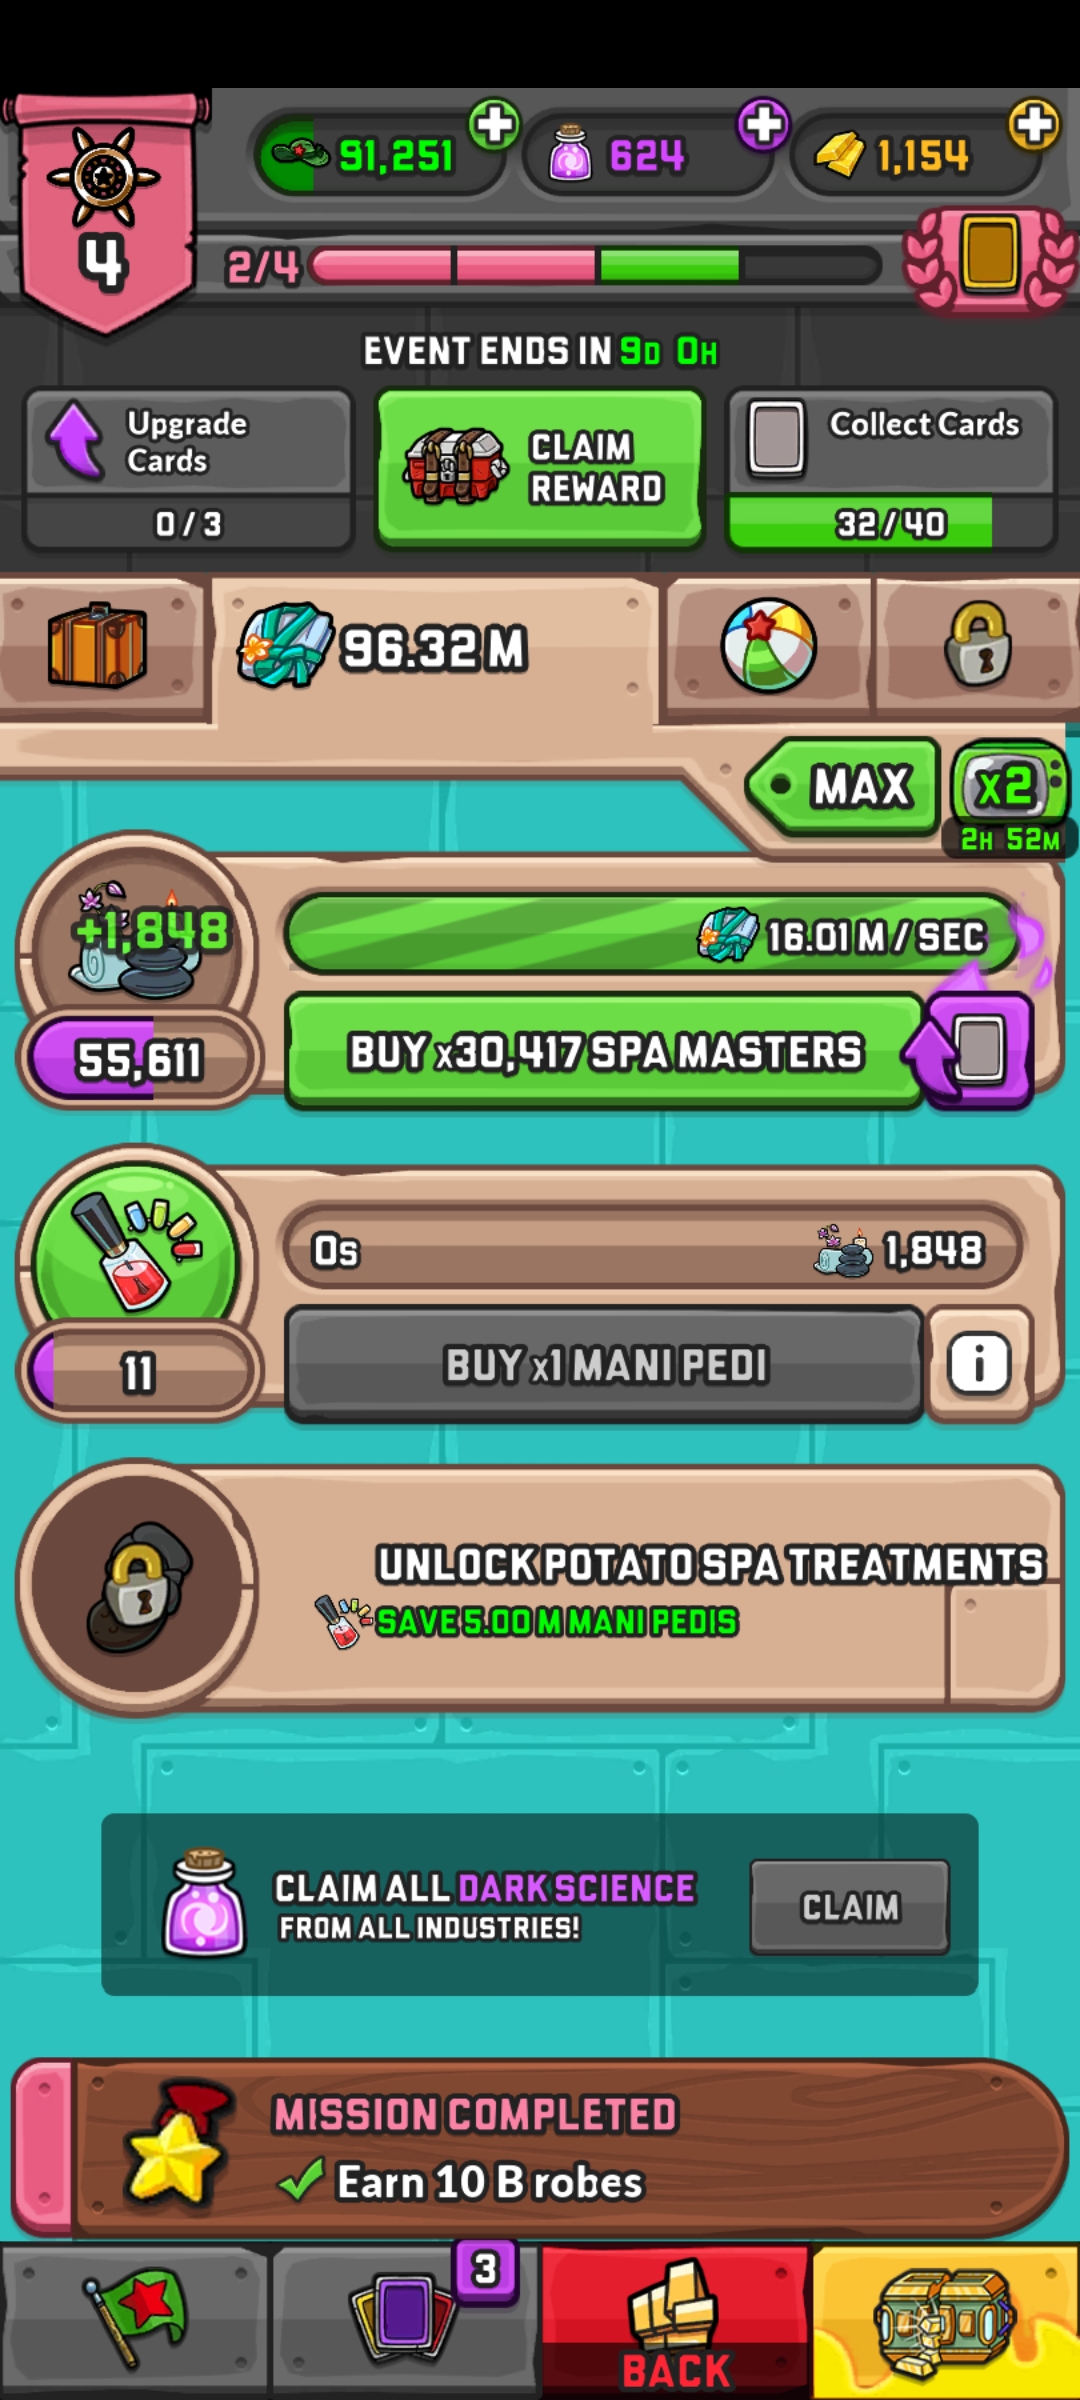 91,251
624
1,154
4
2/4
EVENT ENDS IN 9D 0H
Upgrade
Cards
0/3
CLAIM
REWARD
Collect Cards
32/40
96.32 M
MAX
x2
2H 52M
+1,848
16.01 M / SEC
55,611
BUY x30,417 SPA MASTERS
0s
1,848
11
BUY x1 MANI PEDI
i
UNLOCK POTATO SPA TREATMENTS
SAVE 5.00 M MANI PEDIS
CLAIM ALL DARK SCIENCE
FROM ALL INDUSTRIES!
CLAIM
MISSION COMPLETED
Earn 10 B robes
3
BACK